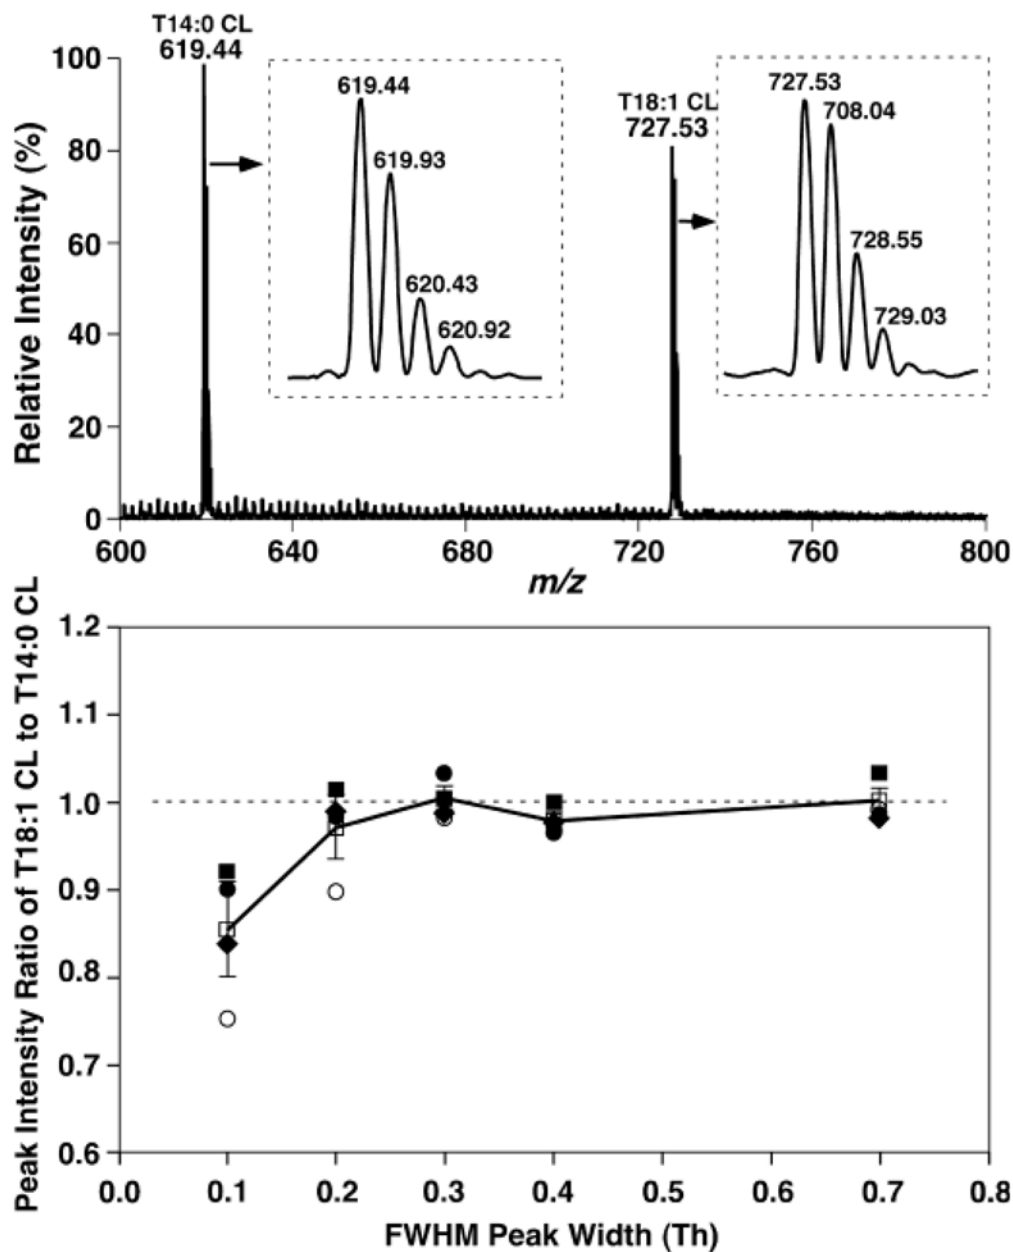 T14:0 CL
619.44
100
80
60
40
20
0
Relative Intensity (%)
619.44
619.93
620.43
620.92
T18:1 CL
727.53
727.53
708.04
728.55
729.03
600 640 680 720 760 800
m/z
1.2
1.1
1.0
0.9
0.8
0.7
0.6
Peak Intensity Ratio of T18:1 CL to T14:0 CL
0.0 0.1 0.2 0.3 0.4 0.5 0.6 0.7 0.8
FWHM Peak Width (Th)